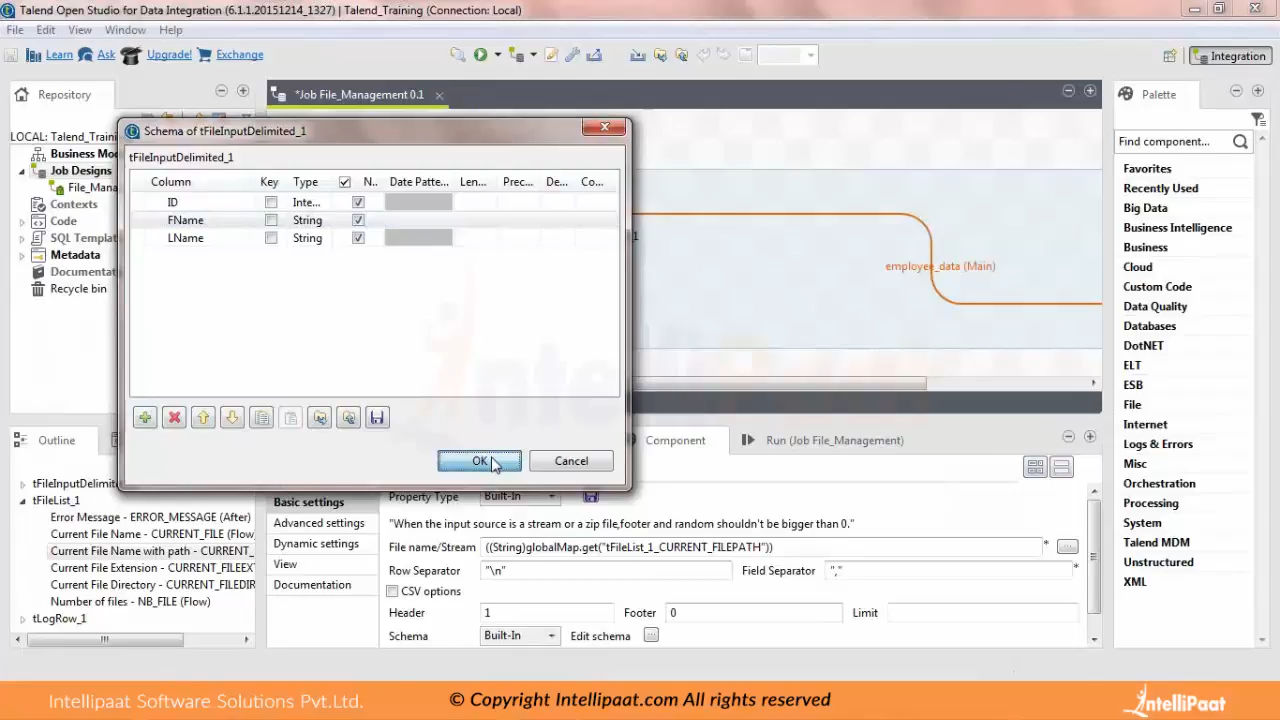 Talend Open Studio for Data Integration (6.1.1.20151214_1327) | Talend_Training (Connection: Local)
File Edit View Window Help
Learn Ask Upgrade! Exchange
Integration
Repository
*Job File_Management 0.1
Palette
LOCAL: Talend_Traini
Business Mo
Job Designs
File_Mana
Contexts
Code
SQL Templat
Metadata
Documentat
Recycle bin
Schema of tFileInputDelimited_1
tFileInputDelimited_1
Column Key Type N.. Date Patte... Len... Prec... De... Co...
ID Inte...
FName String
LName String
OK Cancel
employee_data (Main)
Find component...
Favorites
Recently Used
Big Data
Business Intelligence
Business
Cloud
Custom Code
Data Quality
Databases
DotNET
ELT
ESB
File
Internet
Logs & Errors
Misc
Orchestration
Processing
System
Talend MDM
Unstructured
XML
Outline
tFileInputDelimit
tFileList_1
Error Message - ERROR_MESSAGE (After)
Current File Name - CURRENT_FILE (Flow)
Current File Name with path - CURRENT_
Current File Extension - CURRENT_FILEEXT
Current File Directory - CURRENT_FILEDIR
Number of files - NB_FILE (Flow)
tLogRow_1
Component Run (Job File_Management)
Basic settings
Advanced settings
Dynamic settings
View
Documentation
Property Type Built-In
"When the input source is a stream or a zip file,footer and random shouldn't be bigger than 0."
File name/Stream ((String)globalMap.get("tFileList_1_CURRENT_FILEPATH")) *
Row Separator "\n" Field Separator "," *
CSV options
Header 1 Footer 0 Limit
Schema Built-In Edit schema
Intellipaat Software Solutions Pvt.Ltd. © Copyright Intellipaat.com All rights reserved IntelliPaat